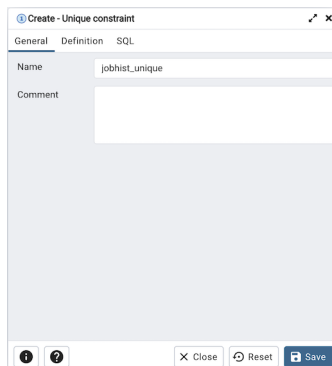 Create - Unique constraint
General Definition SQL
Name jobhist_unique
Comment
Close Reset Save